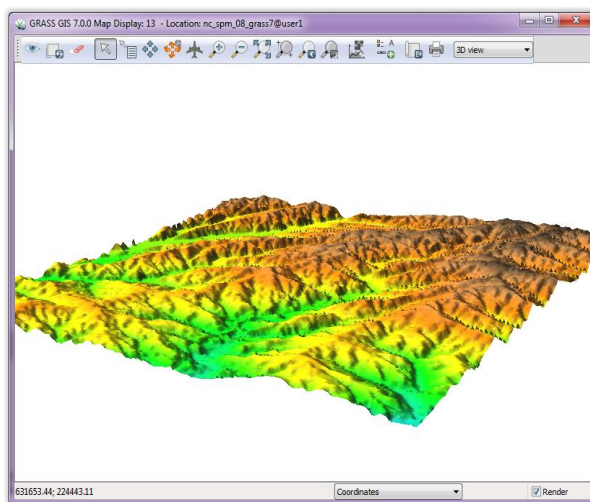 GRASS GIS 7.0.0 Map Display: 13 - Location: nc_spm_08_grass7@user1
3D view
631653.44; 224443.11
Coordinates
Render